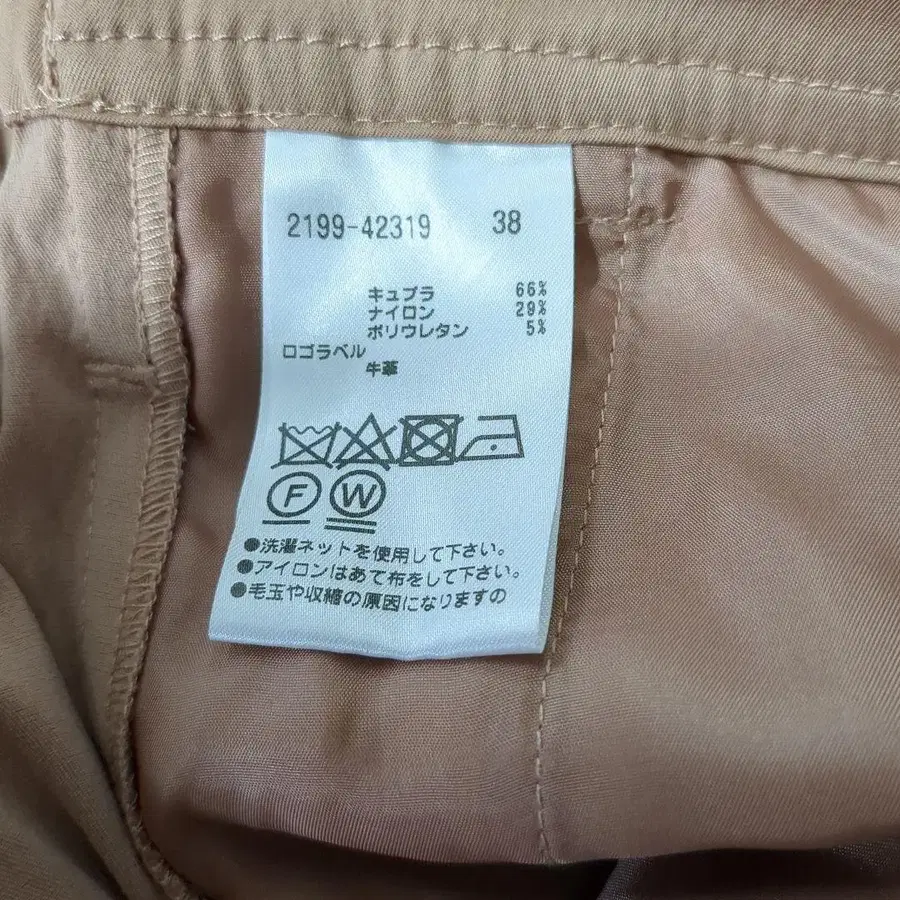 2199-42319 38
キュプラ 66%
ナイロン 29%
ポリウレタン 5%
ロゴラベル
牛革
F W
●洗濯ネットを使用して下さい。
●アイロンはあて布をして下さい。
●毛玉や収縮の原因になりますの